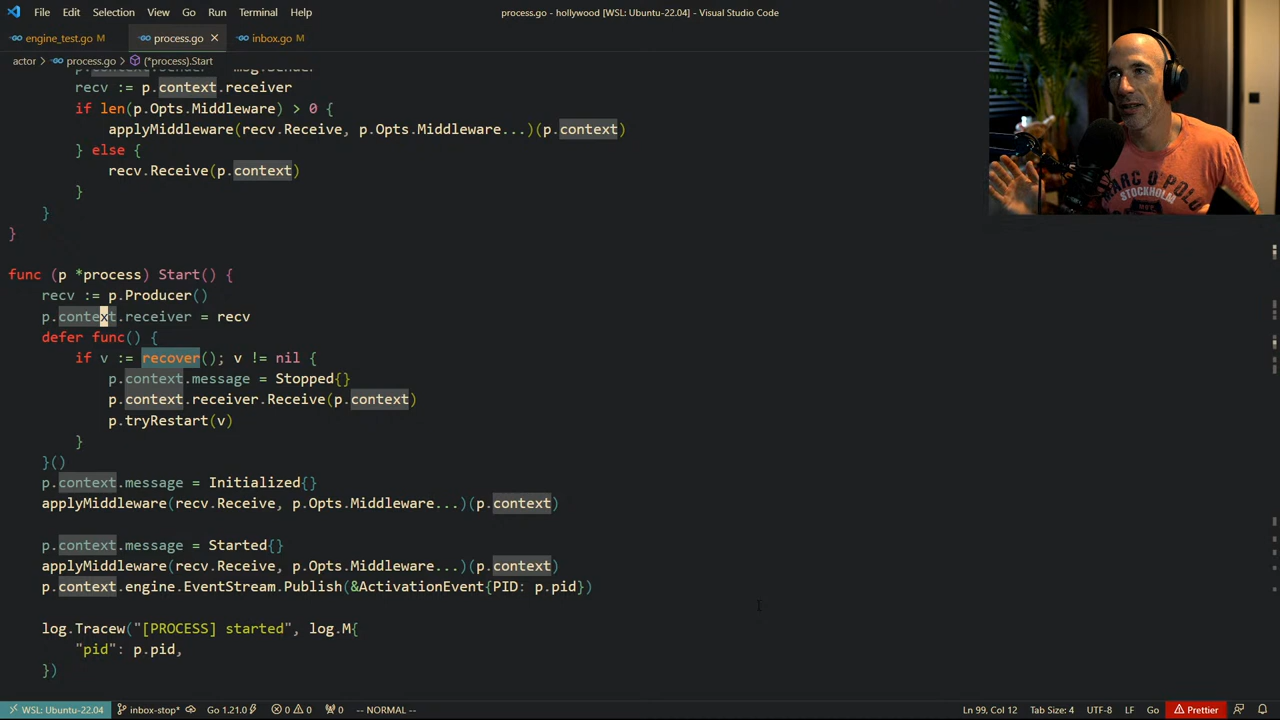 File Edit Selection View Go Run Terminal Help process.go - hollywood [WSL: Ubuntu-22.04] - Visual Studio Code
engine_test.go M process.go inbox.go M
actor process.go (*process).Start
recv := p.context.receiver
if len(p.Opts.Middleware) > 0 {
applyMiddleware(recv.Receive, p.Opts.Middleware...)(p.context)
} else {
recv.Receive(p.context)
}
}
}
func (p *process) Start() {
recv := p.Producer()
p.context.receiver = recv
defer func() {
if v := recover(); v != nil {
p.context.message = Stopped{}
p.context.receiver.Receive(p.context)
p.tryRestart(v)
}
}()
p.context.message = Initialized{}
applyMiddleware(recv.Receive, p.Opts.Middleware...)(p.context)
p.context.message = Started{}
applyMiddleware(recv.Receive, p.Opts.Middleware...)(p.context)
p.context.engine.EventStream.Publish(&ActivationEvent{PID: p.pid})
log.Tracew("[PROCESS] started", log.M{
"pid": p.pid,
})
MARC O'POLO
STOCKHOLM
WSL: Ubuntu-22.04 inbox-stop* Go 1.21.0 0 0 0 -- NORMAL -- Ln 99, Col 12 Tab Size: 4 UTF-8 LF Go Prettier